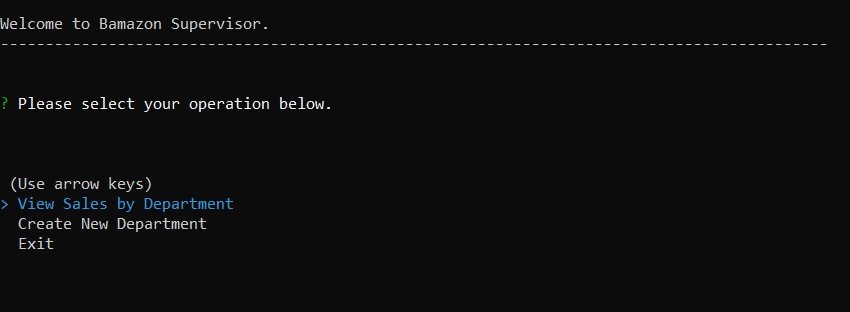 Welcome to Bamazon Supervisor.
--------------------------------------------------------------------------------------------
? Please select your operation below.
(Use arrow keys)
> View Sales by Department
Create New Department
Exit